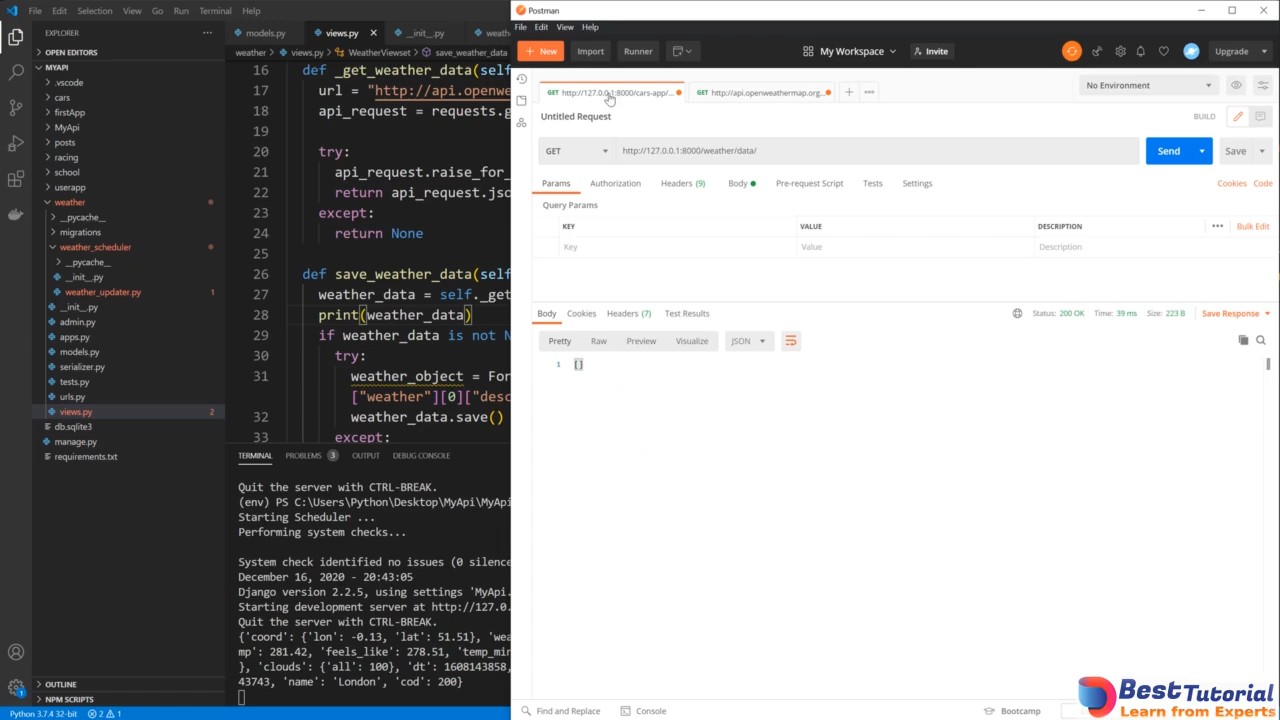 File Edit Selection View Go Run Terminal Help
EXPLORER
OPEN EDITORS
MYAPI
.vscode
cars
firstApp
MyApi
posts
racing
school
userapp
weather
__pycache__
migrations
weather_scheduler
__pycache__
__init__.py
weather_updater.py 1
__init__.py
admin.py
apps.py
models.py
serializer.py
tests.py
urls.py
views.py 2
db.sqlite3
manage.py
requirements.txt
OUTLINE
NPM SCRIPTS
Python 3.7.4 32-bit 2 1
models.py views.py __init__.py weath
weather > views.py > WeatherViewset > save_weather_data
16 def _get_weather_data(self
17 url = "http://api.openw
18 api_request = requests.g
19
20 try:
21 api_request.raise_for_
22 return api_request.jso
23 except:
24 return None
25
26 def save_weather_data(self
27 weather_data = self._get
28 print(weather_data)
29 if weather_data is not N
30 try:
31 weather_object = For
["weather"][0]["desc
32 weather_data.save()
33 except:
TERMINAL PROBLEMS 3 OUTPUT DEBUG CONSOLE
Quit the server with CTRL-BREAK.
(env) PS C:\Users\Python\Desktop\MyApi\MyApi
Starting Scheduler ...
Performing system checks...
System check identified no issues (0 silence
December 16, 2020 - 20:43:05
Django version 2.2.5, using settings 'MyApi
Starting development server at http://127.0.
Quit the server with CTRL-BREAK.
{'coord': {'lon': -0.13, 'lat': 51.51}, 'wea
mp': 281.42, 'feels_like': 278.51, 'temp_min
}, 'clouds': {'all': 100}, 'dt': 1608143858,
43743, 'name': 'London', 'cod': 200}
Postman
File Edit View Help
New Import Runner My Workspace Invite Upgrade
GET http://127.0.0.1:8000/cars-app/... GET http://api.openweathermap.org... No Environment
Untitled Request BUILD
GET http://127.0.0.1:8000/weather/data/ Send Save
Params Authorization Headers (9) Body Pre-request Script Tests Settings Cookies Code
Query Params
KEY VALUE DESCRIPTION ••• Bulk Edit
Key Value Description
Body Cookies Headers (7) Test Results Status: 200 OK Time: 39 ms Size: 223 B Save Response
Pretty Raw Preview Visualize JSON
1 []
Find and Replace Console Bootcamp
Best Tutorial
Learn from Experts